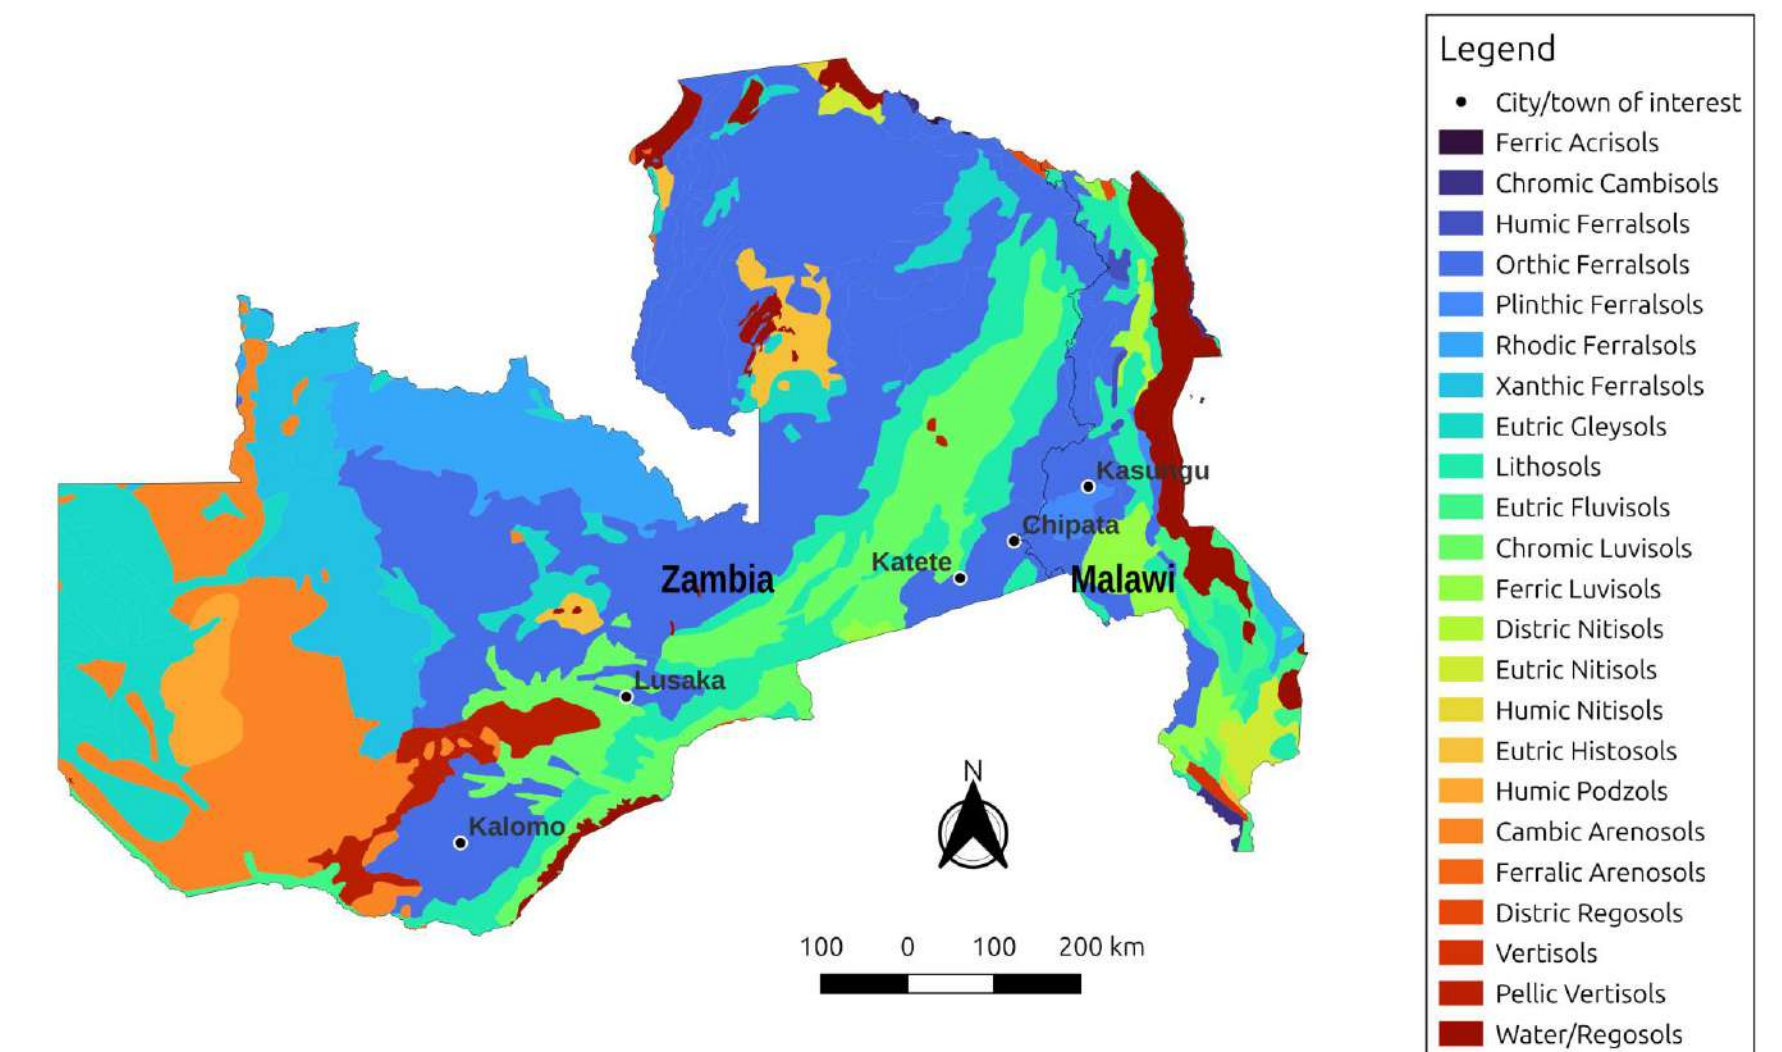 Legend
City/town of interest
Ferric Acrisols
Chromic Cambisols
Humic Ferralsols
Orthic Ferralsols
Plinthic Ferralsols
Rhodic Ferralsols
Xanthic Ferralsols
Eutric Gleysols
Lithosols
Eutric Fluvisols
Chromic Luvisols
Ferric Luvisols
Distric Nitisols
Eutric Nitisols
Humic Nitisols
Eutric Histosols
Humic Podzols
Cambic Arenosols
Ferralic Arenosols
Distric Regosols
Vertisols
Pellic Vertisols
Water/Regosols
Kasungu
Chipata
Katete
Zambia
Malawi
Lusaka
Kalomo
N
100 0 100 200 km